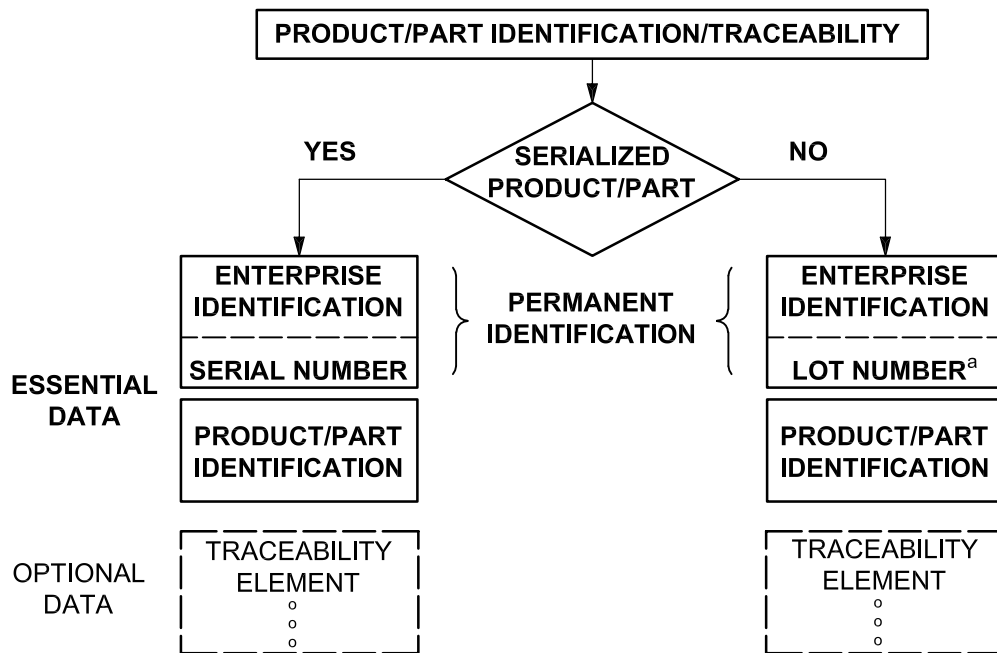 PRODUCT/PART IDENTIFICATION/TRACEABILITY
YES
SERIALIZED
PRODUCT/PART
NO
ENTERPRISE
IDENTIFICATION
SERIAL NUMBER
PERMANENT
IDENTIFICATION
ENTERPRISE
IDENTIFICATION
LOT NUMBERᵃ
ESSENTIAL
DATA
PRODUCT/PART
IDENTIFICATION
PRODUCT/PART
IDENTIFICATION
OPTIONAL
DATA
TRACEABILITY
ELEMENT
TRACEABILITY
ELEMENT